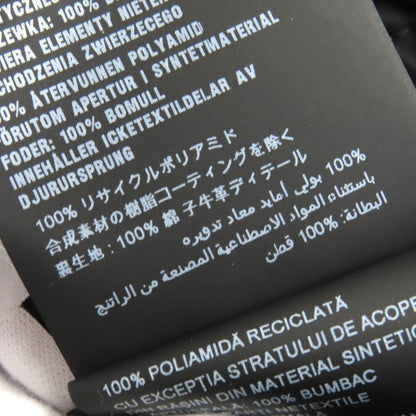 TYCZNEGO
ZEWKA: 100% B
IERA ELEMENTY NIETEK
CHODZENIA ZWIERZĘCEGO
0% ÅTERVUNNEN POLYAMID
FÖRUTOM APERTUR I SYNTETMATERIAL
FODER: 100% BOMULL
INNEHÅLLER ICKETEXTILDELAR AV
DJURURSPRUNG
100% リサイクルポリアミド
合成素材の樹脂コーティングを除く
裏生地：100% 綿 子牛革ディテール
100% بولي أمايد معاد تدويره
باستثناء المواد الاصطناعية المصنعة من الراتنج
البطانة: 100% قطن
100% POLIAMIDĂ RECICLATĂ
CU EXCEPȚIA STRATULUI DE ACOPE
RĂȘINI DIN MATERIAL SINTETIC
100% BUMBAC
TEXTILE